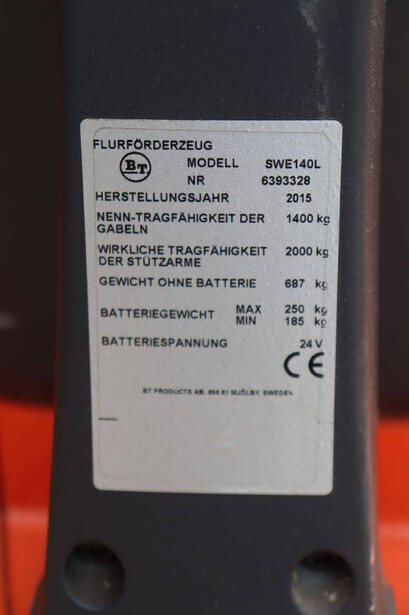 FLURFÖRDERZEUG
BT MODELL SWE140L
NR 6393328
HERSTELLUNGSJAHR 2015
NENN-TRAGFÄHIGKEIT DER 1400 kg
GABELN
WIRKLICHE TRAGFÄHIGKEIT 2000 kg
DER STÜTZARME
GEWICHT OHNE BATTERIE 687 kg
BATTERIEGEWICHT MAX 250 kg
MIN 185 kg
BATTERIESPANNUNG 24 V
CE
BT PRODUCTS AB, 595 81 MJÖLBY, SWEDEN